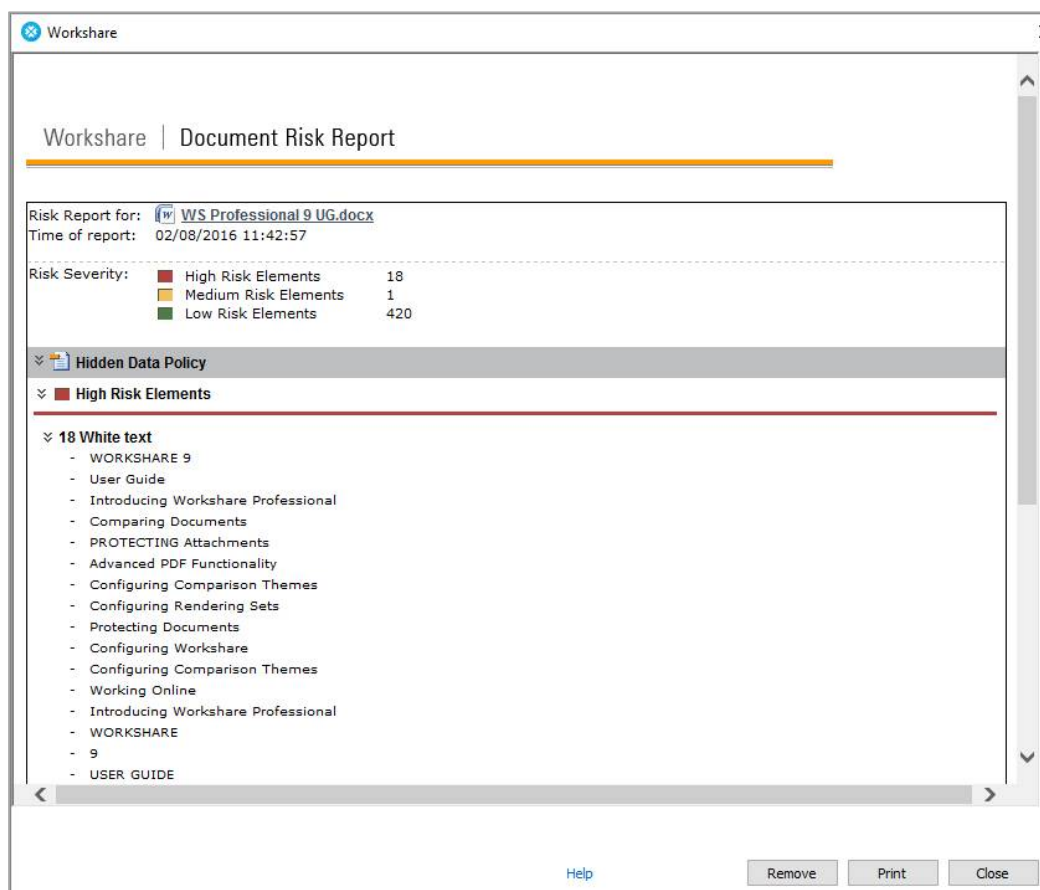 Workshare
Workshare | Document Risk Report
Risk Report for: WS Professional 9 UG.docx
Time of report: 02/08/2016 11:42:57
Risk Severity: High Risk Elements 18
Medium Risk Elements 1
Low Risk Elements 420
Hidden Data Policy
High Risk Elements
18 White text
- WORKSHARE 9
- User Guide
- Introducing Workshare Professional
- Comparing Documents
- PROTECTING Attachments
- Advanced PDF Functionality
- Configuring Comparison Themes
- Configuring Rendering Sets
- Protecting Documents
- Configuring Workshare
- Configuring Comparison Themes
- Working Online
- Introducing Workshare Professional
- WORKSHARE
- 9
- USER GUIDE
Help Remove Print Close